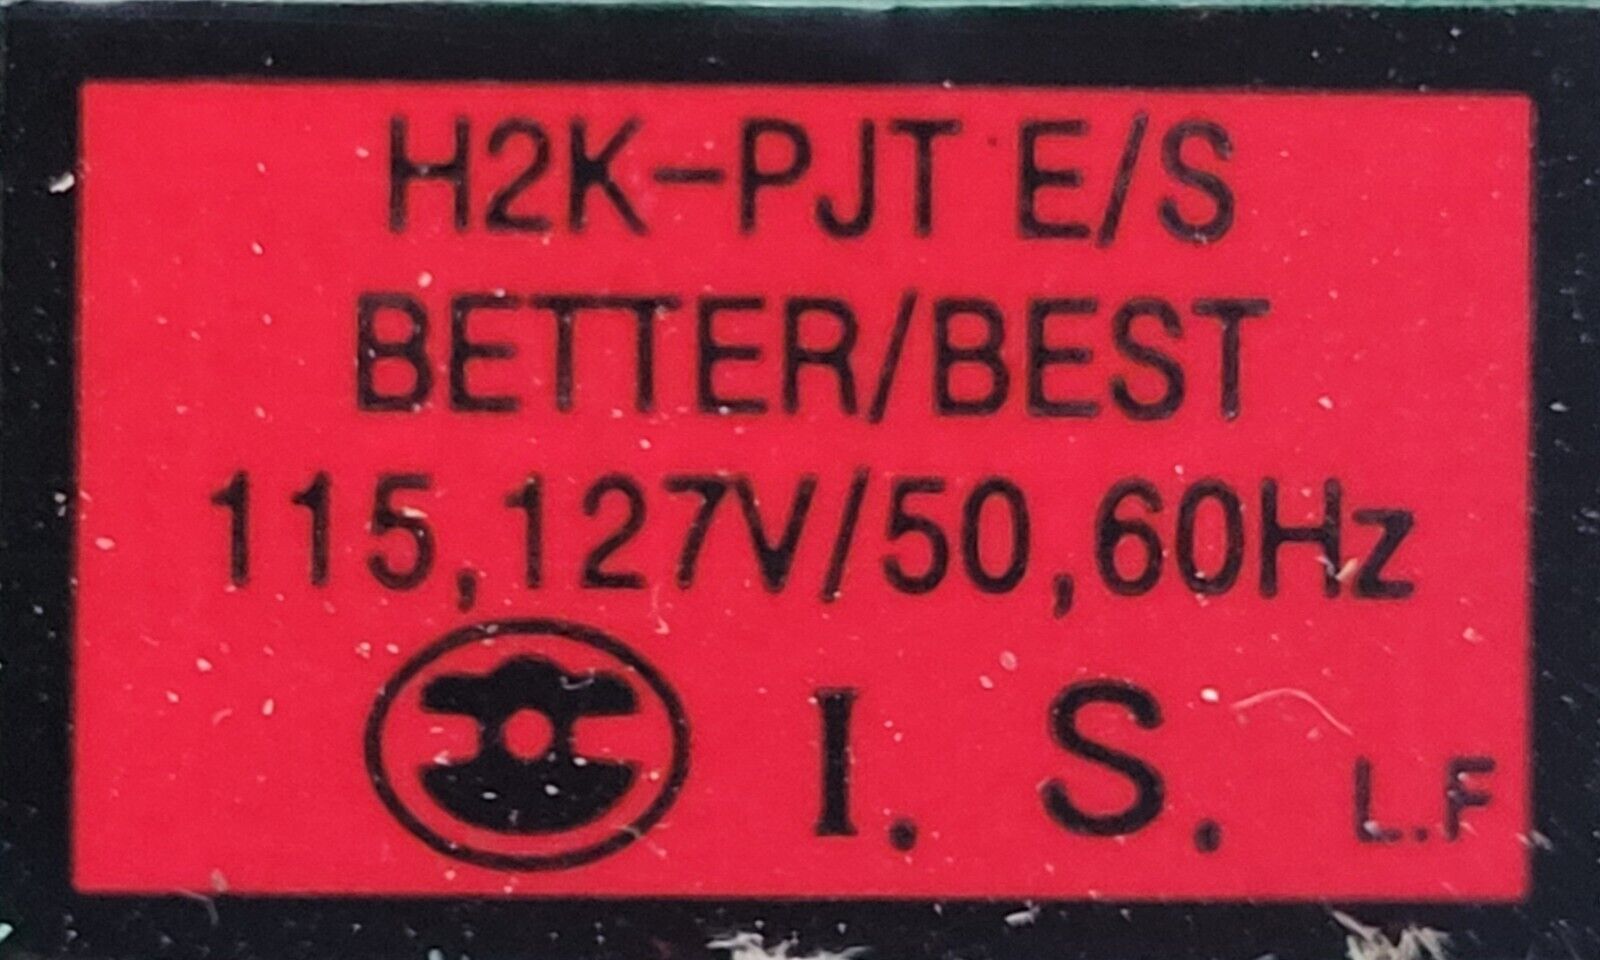 H2K-PJT E/S
BETTER/BEST
115,127V/50,60Hz
I. S. L.F